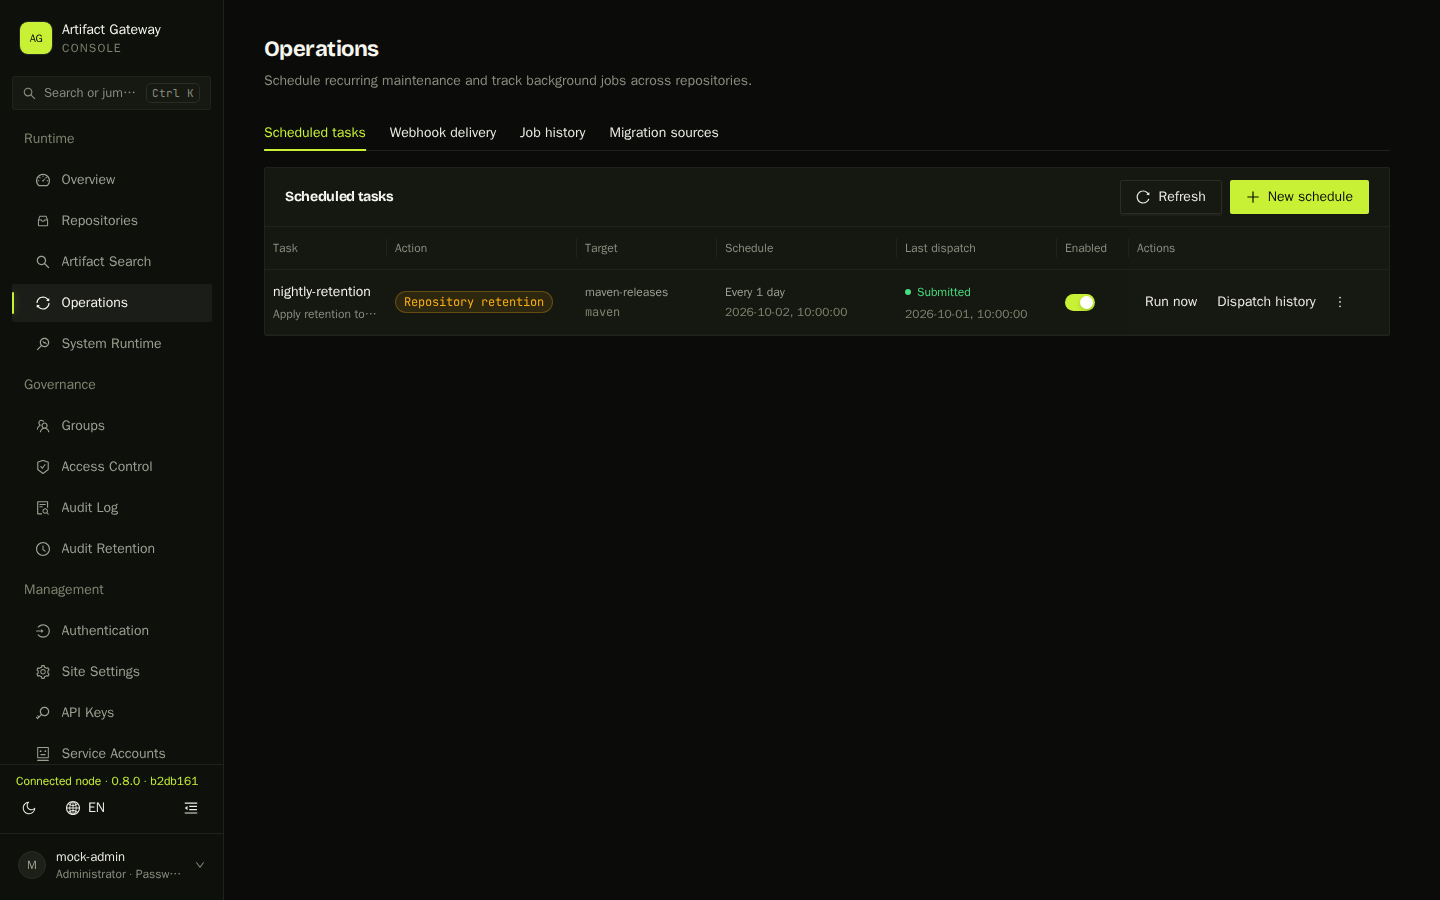 AG
Artifact Gateway
CONSOLE
Search or jum···
Ctrl K
Runtime
Overview
Repositories
Artifact Search
Operations
System Runtime
Governance
Groups
Access Control
Audit Log
Audit Retention
Management
Authentication
Site Settings
API Keys
Service Accounts
Connected node · 0.8.0 · b2db161
EN
M
mock-admin
Administrator · Passw···
Operations
Schedule recurring maintenance and track background jobs across repositories.
Scheduled tasks Webhook delivery Job history Migration sources
Scheduled tasks
Refresh
New schedule
Task Action Target Schedule Last dispatch Enabled Actions
nightly-retention
Apply retention to···
Repository retention
maven-releases
maven
Every 1 day
2026-10-02, 10:00:00
Submitted
2026-10-01, 10:00:00
Run now Dispatch history